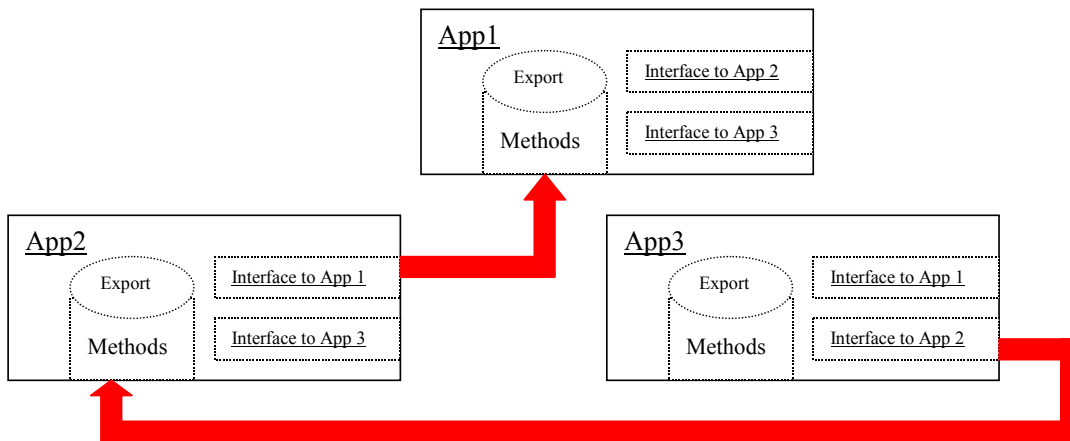 App1
Export
Methods
Interface to App 2
Interface to App 3
App2
Export
Methods
Interface to App 1
Interface to App 3
App3
Export
Methods
Interface to App 1
Interface to App 2